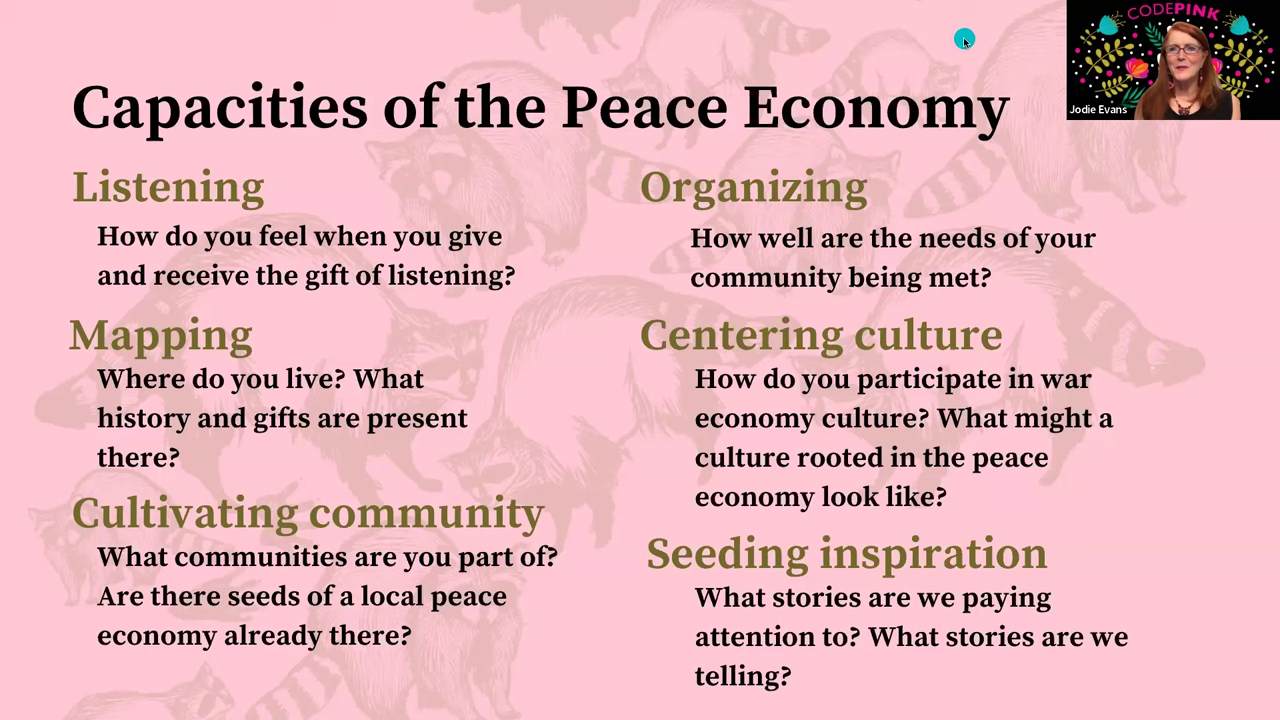 CODEPINK
Jodie Evans
Capacities of the Peace Economy
Listening
How do you feel when you give
and receive the gift of listening?
Mapping
Where do you live? What
history and gifts are present
there?
Cultivating community
What communities are you part of?
Are there seeds of a local peace
economy already there?
Organizing
How well are the needs of your
community being met?
Centering culture
How do you participate in war
economy culture? What might a
culture rooted in the peace
economy look like?
Seeding inspiration
What stories are we paying
attention to? What stories are we
telling?